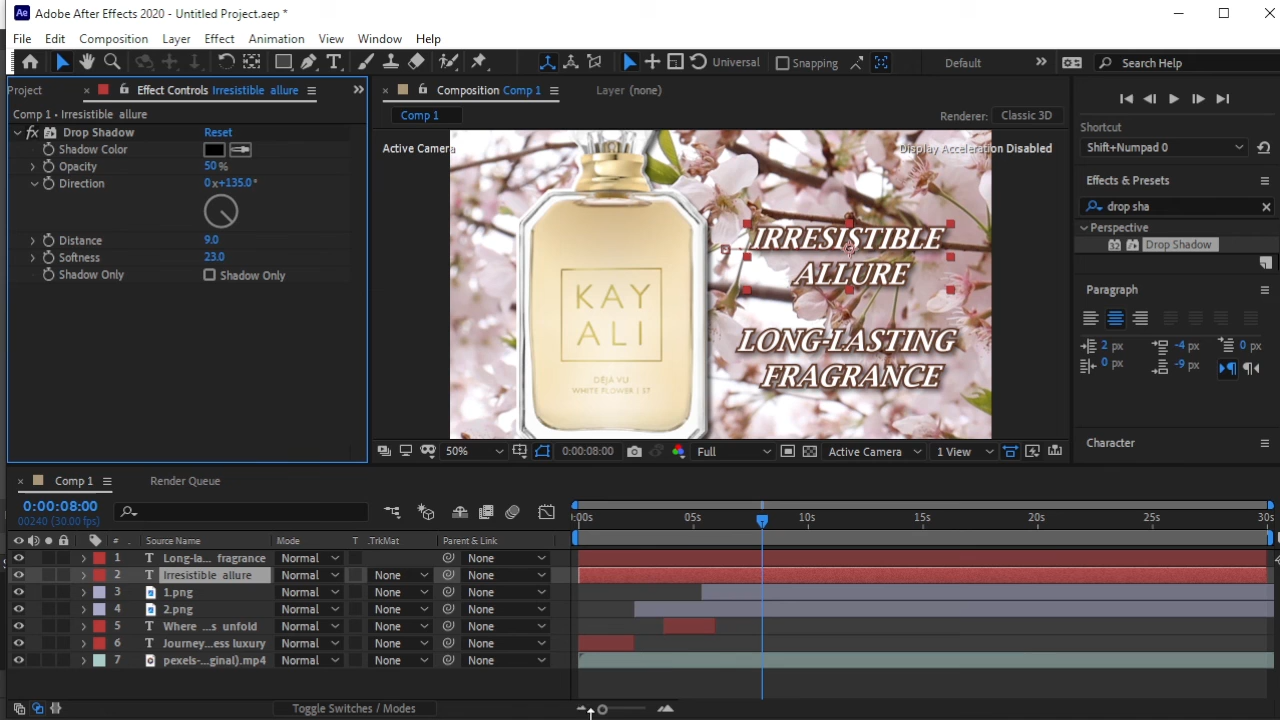 Adobe After Effects 2020 - Untitled Project.aep *
File Edit Composition Layer Effect Animation View Window Help
Universal Snapping Default Search Help
Project Effect Controls Irresistible allure
Composition Comp 1
Layer (none)
Comp 1 • Irresistible allure
Comp 1
Renderer: Classic 3D
Drop Shadow Reset
Shadow Color
Opacity 50 %
Direction 0x+135.0°
Distance 9.0
Softness 23.0
Shadow Only Shadow Only
Active Camera
Display Acceleration Disabled
KAY
ALI
DÉJÀ VU
WHITE FLOWER | 57
IRRESISTIBLE
ALLURE
LONG-LASTING
FRAGRANCE
50% 0:00:08:00 Full Active Camera 1 View
Shortcut
Shift+Numpad 0
Effects & Presets
drop sha
Perspective
Drop Shadow
Paragraph
2 px -4 px 0 px
0 px -9 px
Character
Comp 1 Render Queue
0:00:08:00
00240 (30.00 fps)
:00s 05s 10s 15s 20s 25s 30s
# Source Name Mode T .TrkMat Parent & Link
1 T Long-la... fragrance Normal None
2 T Irresistible allure Normal None None
3 1.png Normal None None
4 2.png Normal None None
5 T Where ...s unfold Normal None None
6 T Journey...ess luxury Normal None None
7 pexels-...ginal).mp4 Normal None None
Toggle Switches / Modes